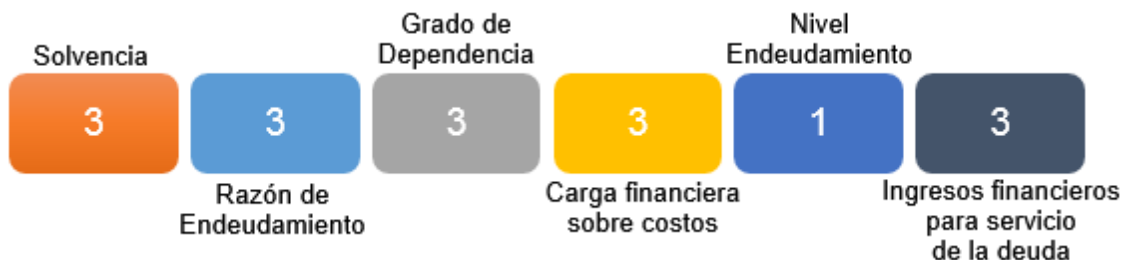 Solvencia
3
3
Razón de
Endeudamiento
Grado de
Dependencia
3
3
Carga financiera
sobre costos
Nivel
Endeudamiento
1
3
Ingresos financieros
para servicio
de la deuda